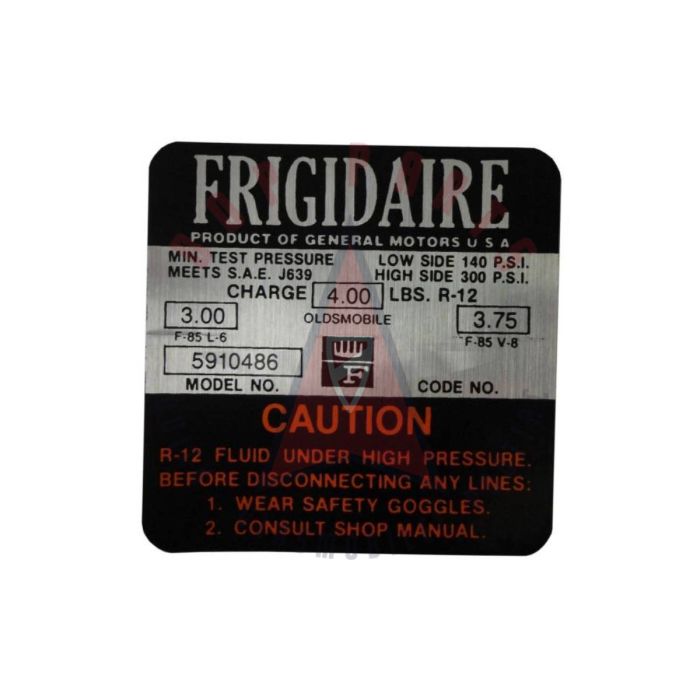 FRIGIDAIRE
PRODUCT OF GENERAL MOTORS U S A
MIN. TEST PRESSURE LOW SIDE 140 P.S.I.
MEETS S.A.E. J639 HIGH SIDE 300 P.S.I.
CHARGE 4.00 LBS. R-12
3.00 OLDSMOBILE 3.75
F-85 L-6 F-85 V-8
5910486 F
MODEL NO. CODE NO.
CAUTION
R-12 FLUID UNDER HIGH PRESSURE.
BEFORE DISCONNECTING ANY LINES:
1. WEAR SAFETY GOGGLES.
2. CONSULT SHOP MANUAL.